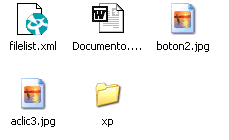 filelist.xml
Documento....
boton2.jpg
aclic3.jpg
xp